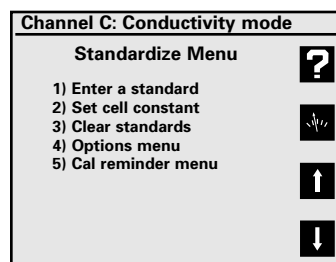 Channel C: Conductivity mode
Standardize Menu
1) Enter a standard
2) Set cell constant
3) Clear standards
4) Options menu
5) Cal reminder menu
?